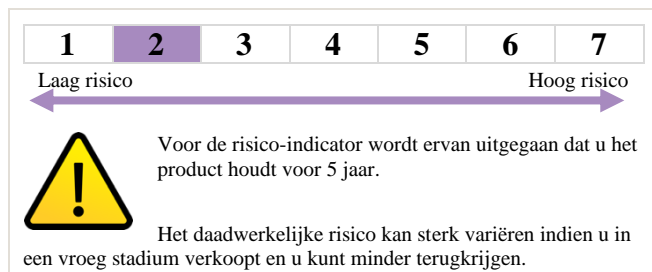 1 2 3 4 5 6 7
Laag risico Hoog risico
Voor de risico-indicator wordt ervan uitgegaan dat u het
product houdt voor 5 jaar.
Het daadwerkelijke risico kan sterk variëren indien u in
een vroeg stadium verkoopt en u kunt minder terugkrijgen.